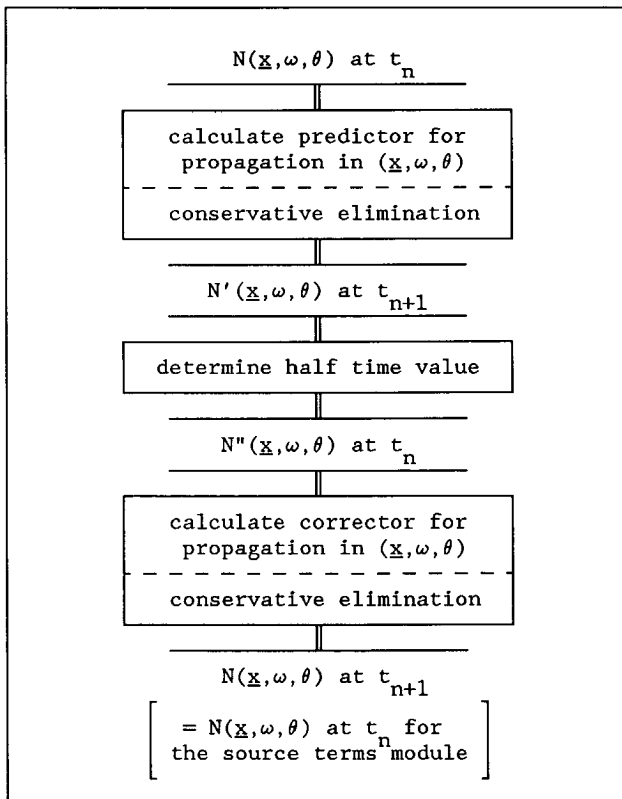 N(x,ω,θ) at t_n
calculate predictor for
propagation in (x,ω,θ)
conservative elimination
N'(x,ω,θ) at t_n+1
determine half time value
N"(x,ω,θ) at t_n
calculate corrector for
propagation in (x,ω,θ)
conservative elimination
N(x,ω,θ) at t_n+1
= N(x,ω,θ) at t_n for
the source terms module